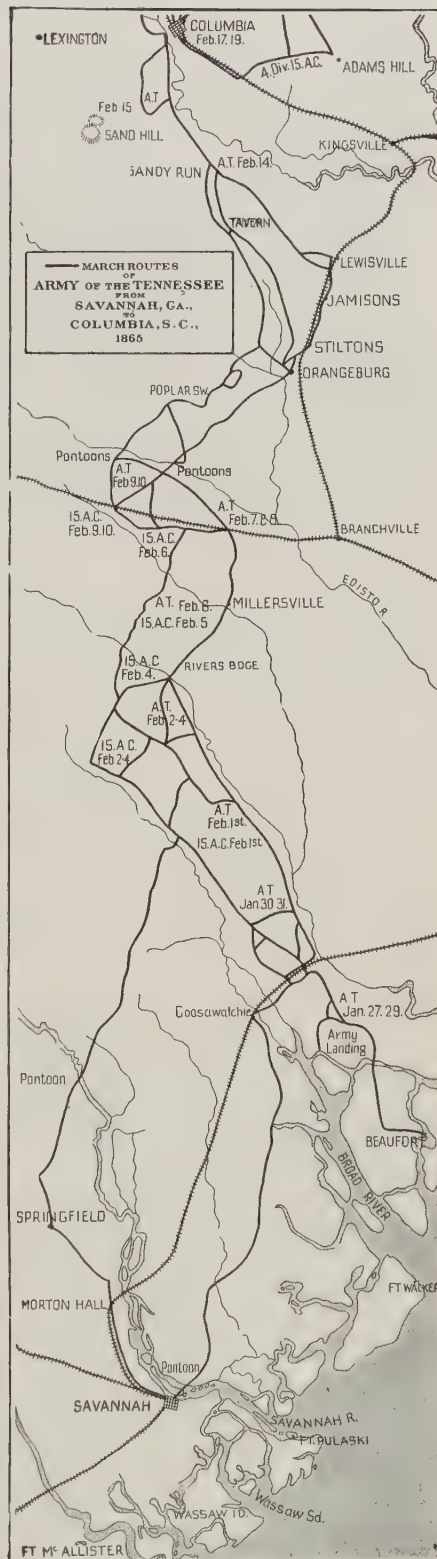 COLUMBIA
Feb.17.19.
LEXINGTON
4.Div.15.A.C.
ADAMS HILL
A.T
Feb 15
SAND HILL
KINGSVILLE
A.T. Feb.14.
SANDY RUN
TAVERN
LEWISVILLE
MARCH ROUTES
OF
ARMY OF THE TENNESSEE
FROM
SAVANNAH, GA.,
TO
COLUMBIA, S.C.,
1865
JAMISONS
STILTONS
ORANGEBURG
POPLAR SW.
Pontoons
Pontoons
A.T
Feb 9.10
15.A.C.
Feb.9.10.
A.T
Feb.7.8.9.
15.A.C.
Feb.6.
BRANCHVILLE
EDISTO R
A.T. Feb.6.
15.A.C. Feb.5
MILLERSVILLE
15.A.C
Feb.4.
RIVERS BDGE
A.T.
Feb.2-4
15.A.C.
Feb 2-4
A.T
Feb.1st.
15.A.C.Feb 1st
A T
Jan 30 31.
Coosawatchie
A T
Jan.27.29.
Army
Landing
Pontoon
BEAUFORT
BROAD RIVER
SPRINGFIELD
FT WALKER
MORTON HALL
Pontoon
SAVANNAH
SAVANNAH R.
FT. PULASKI
Wassaw Sd.
WASSAW ID.
FT Mc ALLISTER